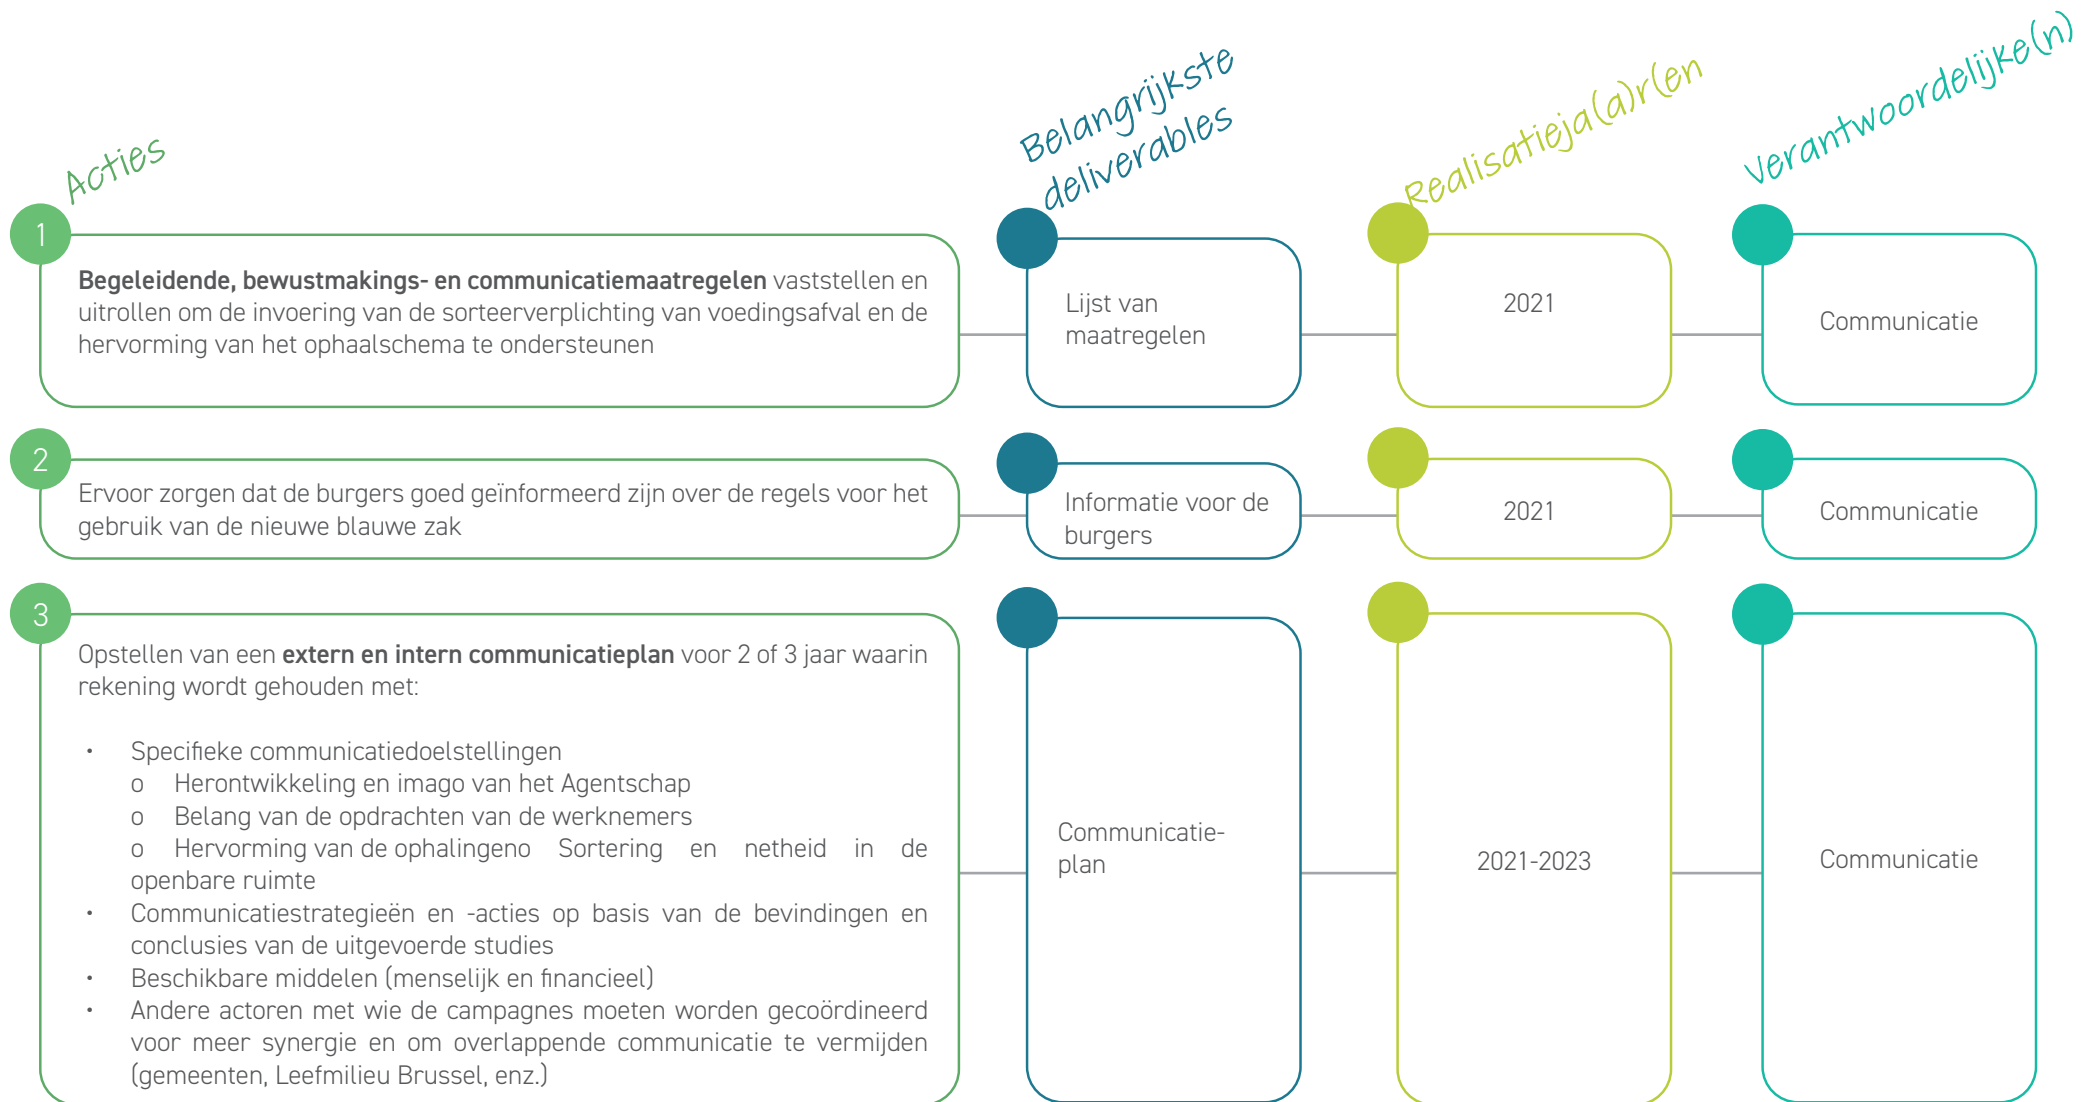 Acties
Belangrijkste
deliverables
Realisatieja(a)r(en
Verantwoordelijke(n)
1
Begeleidende, bewustmakings- en communicatiemaatregelen vaststellen en
uitrollen om de invoering van de sorteerverplichting van voedingsafval en de
hervorming van het ophaalschema te ondersteunen
Lijst van
maatregelen
2021
Communicatie
2
Ervoor zorgen dat de burgers goed geïnformeerd zijn over de regels voor het
gebruik van de nieuwe blauwe zak
Informatie voor de
burgers
2021
Communicatie
3
Opstellen van een extern en intern communicatieplan voor 2 of 3 jaar waarin
rekening wordt gehouden met:
• Specifieke communicatiedoelstellingen
o Herontwikkeling en imago van het Agentschap
o Belang van de opdrachten van de werknemers
o Hervorming van de ophalingeno Sortering en netheid in de
openbare ruimte
• Communicatiestrategieën en -acties op basis van de bevindingen en
conclusies van de uitgevoerde studies
• Beschikbare middelen (menselijk en financieel)
• Andere actoren met wie de campagnes moeten worden gecoördineerd
voor meer synergie en om overlappende communicatie te vermijden
(gemeenten, Leefmilieu Brussel, enz.)
Communicatie-
plan
2021-2023
Communicatie